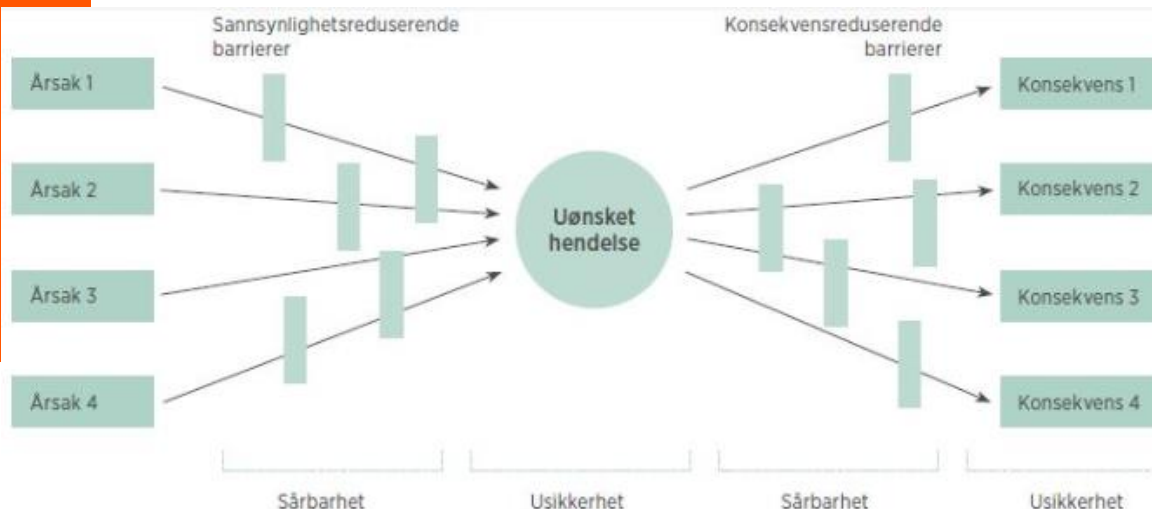 Sannsynlighetsreduserende
barrierer
Konsekvensreduserende
barrierer
Årsak 1
Årsak 2
Årsak 3
Årsak 4
Uønsket
hendelse
Konsekvens 1
Konsekvens 2
Konsekvens 3
Konsekvens 4
Sårbarhet
Usikkerhet
Sårbarhet
Usikkerhet